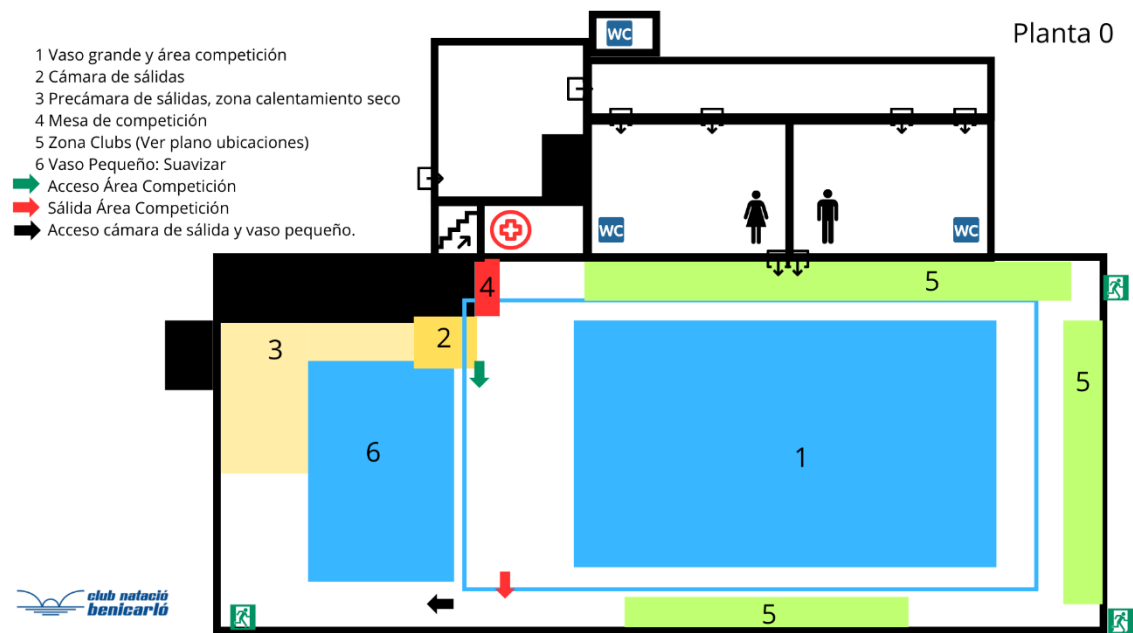 Planta 0
1 Vaso grande y área competición
2 Cámara de sálidas
3 Precámara de sálidas, zona calentamiento seco
4 Mesa de competición
5 Zona Clubs (Ver plano ubicaciones)
6 Vaso Pequeño: Suavizar
Acceso Área Competición
Sálida Área Competición
Acceso cámara de sálida y vaso pequeño.
WC
WC
WC
4
5
2
3
5
6
1
5
club natació
benicarló